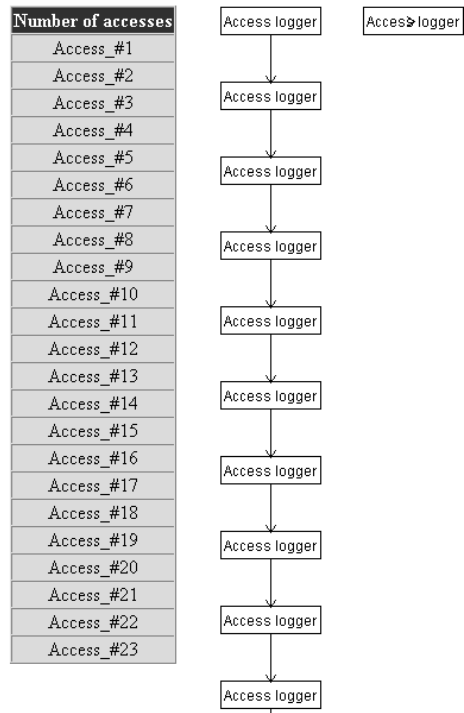 Number of accesses
Access_#1
Access_#2
Access_#3
Access_#4
Access_#5
Access_#6
Access_#7
Access_#8
Access_#9
Access_#10
Access_#11
Access_#12
Access_#13
Access_#14
Access_#15
Access_#16
Access_#17
Access_#18
Access_#19
Access_#20
Access_#21
Access_#22
Access_#23
Access logger
Access logger
Access logger
Access logger
Access logger
Access logger
Access logger
Access logger
Access logger
Access logger
Access logger